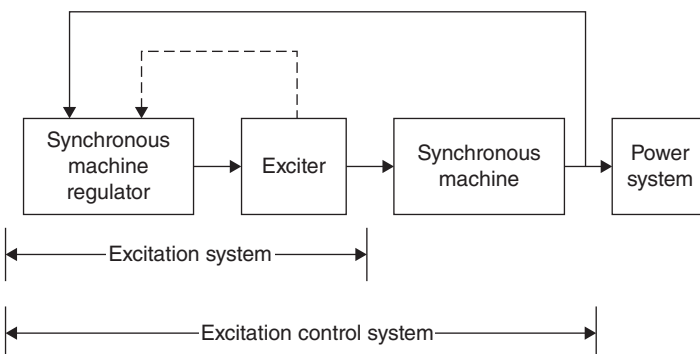 Synchronous
machine
regulator
Exciter
Synchronous
machine
Power
system
Excitation system
Excitation control system